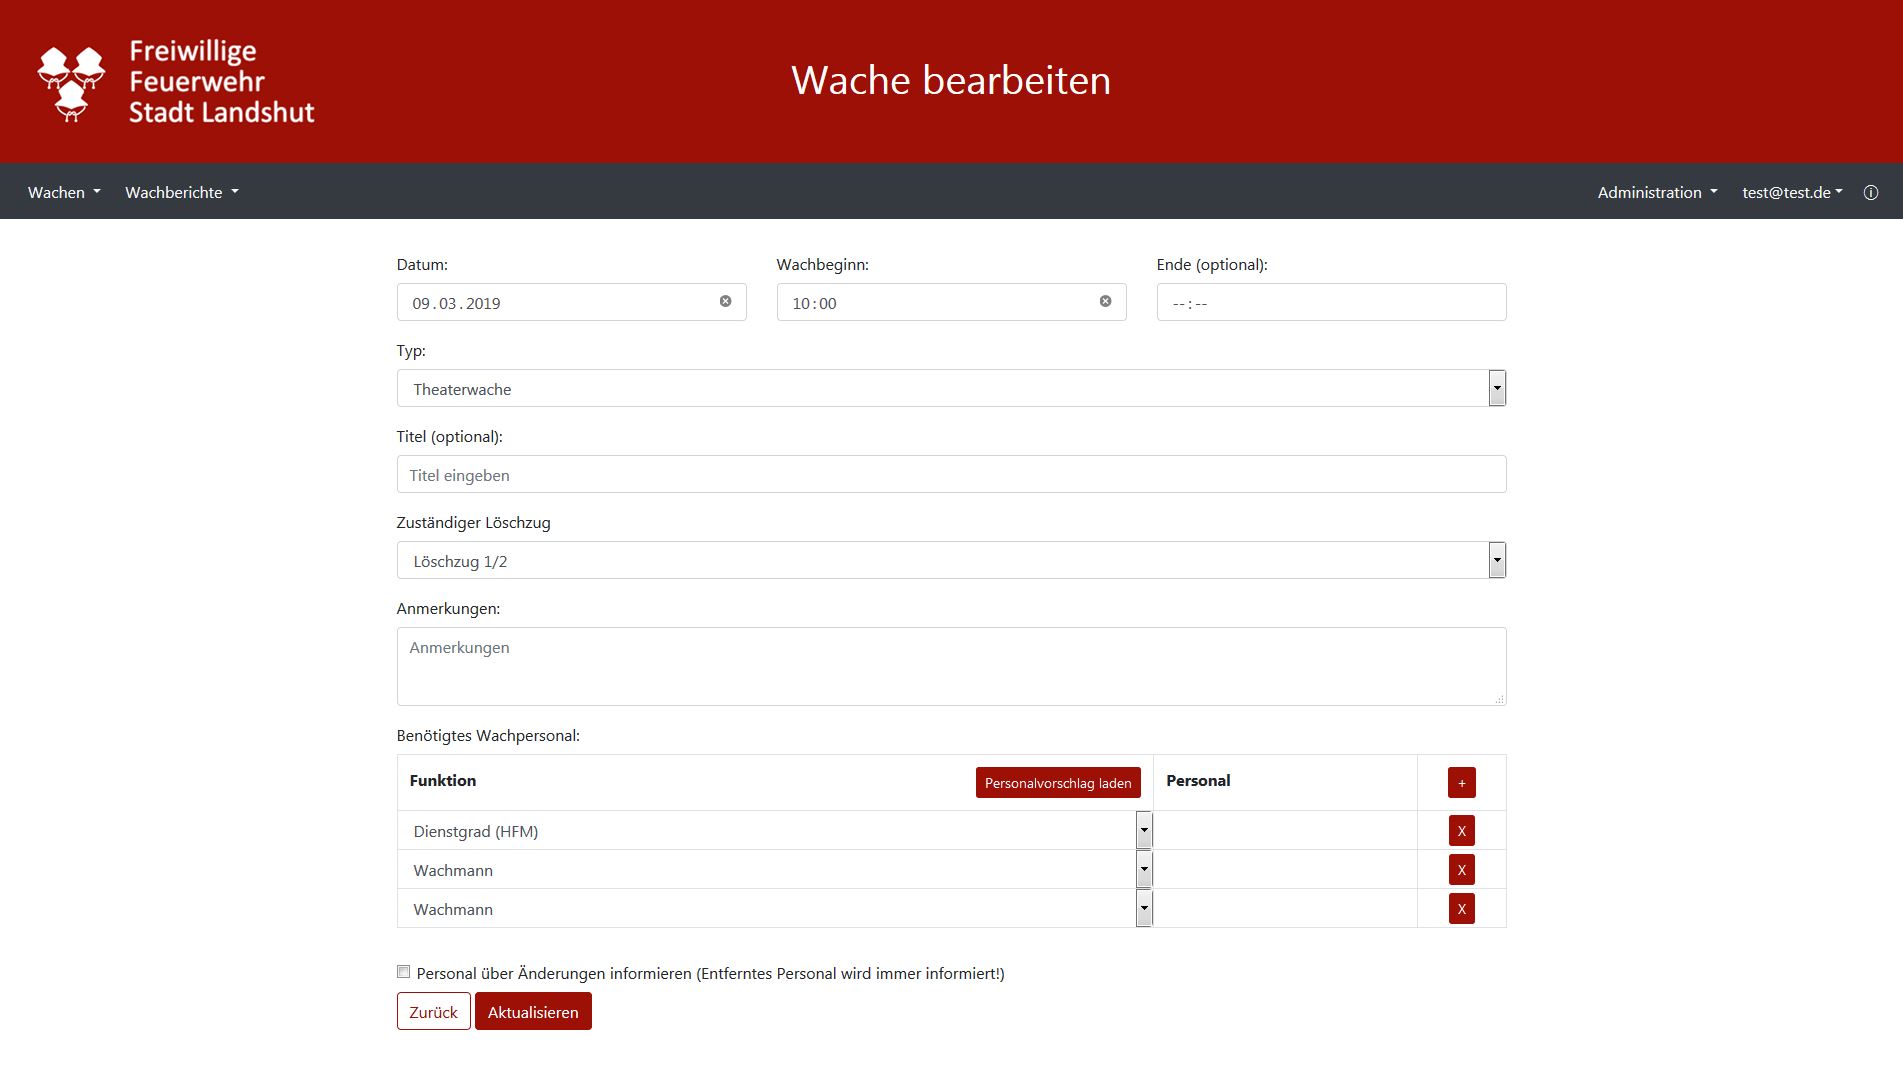 Freiwillige
Feuerwehr
Stadt Landshut
Wache bearbeiten
Wachen Wachberichte Administration test@test.de ⓘ
Datum: Wachbeginn: Ende (optional):
09.03.2019 10:00 --:--
Typ:
Theaterwache
Titel (optional):
Titel eingeben
Zuständiger Löschzug
Löschzug 1/2
Anmerkungen:
Anmerkungen
Benötigtes Wachpersonal:
Funktion Personalvorschlag laden Personal +
Dienstgrad (HFM) X
Wachmann X
Wachmann X
Personal über Änderungen informieren (Entferntes Personal wird immer informiert!)
Zurück Aktualisieren